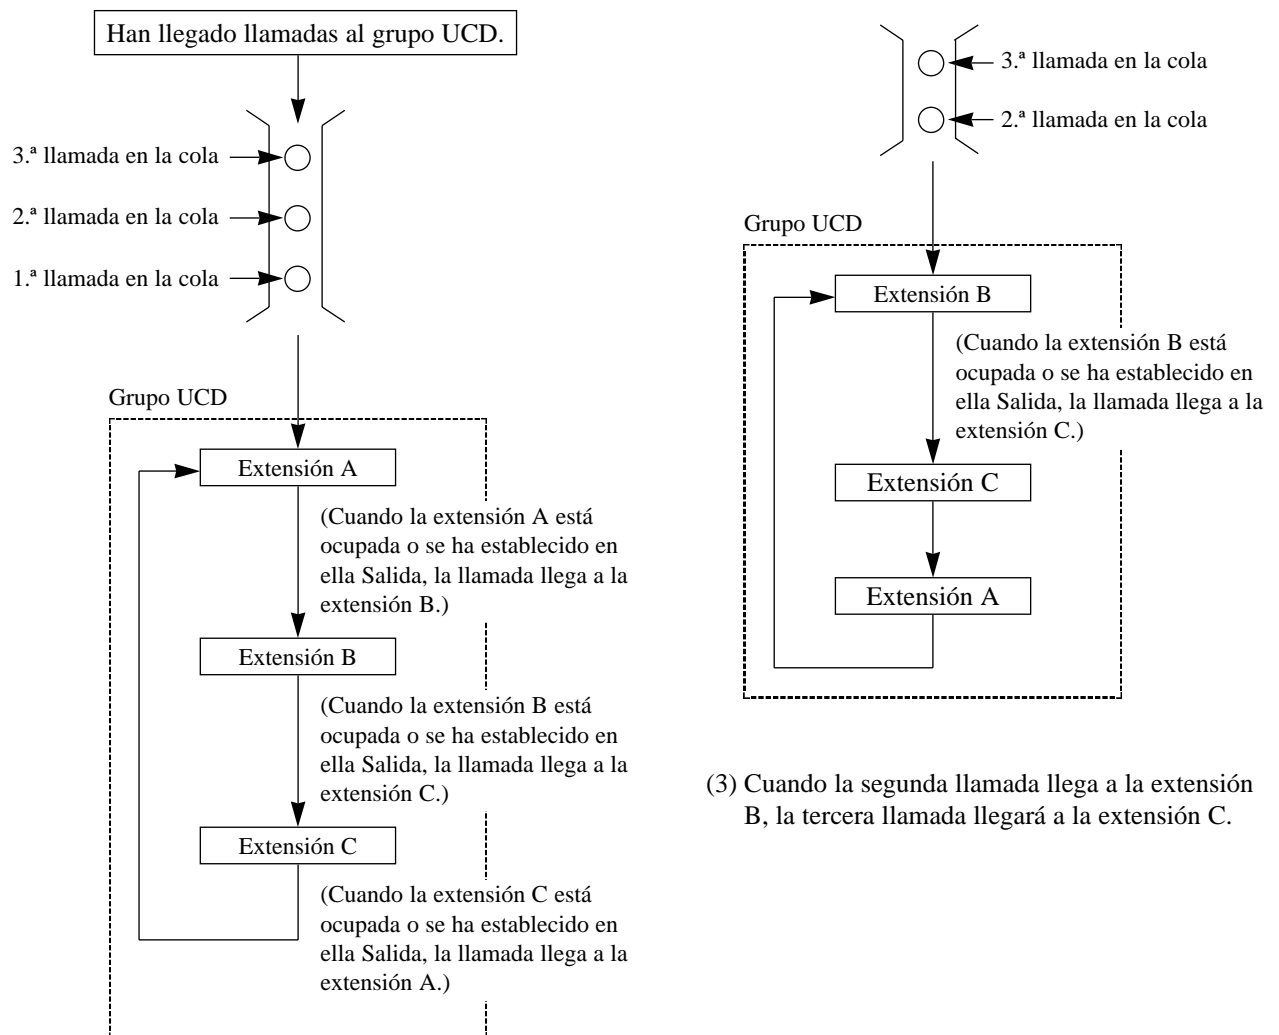 Han llegado llamadas al grupo UCD.
3.ª llamada en la cola
2.ª llamada en la cola
1.ª llamada en la cola
Grupo UCD
Extensión A
(Cuando la extensión A está
ocupada o se ha establecido en
ella Salida, la llamada llega a la
extensión B.)
Extensión B
(Cuando la extensión B está
ocupada o se ha establecido en
ella Salida, la llamada llega a la
extensión C.)
Extensión C
(Cuando la extensión C está
ocupada o se ha establecido en
ella Salida, la llamada llega a la
extensión A.)
3.ª llamada en la cola
2.ª llamada en la cola
Grupo UCD
Extensión B
(Cuando la extensión B está
ocupada o se ha establecido en
ella Salida, la llamada llega a la
extensión C.)
Extensión C
Extensión A
(3) Cuando la segunda llamada llega a la extensión
B, la tercera llamada llegará a la extensión C.